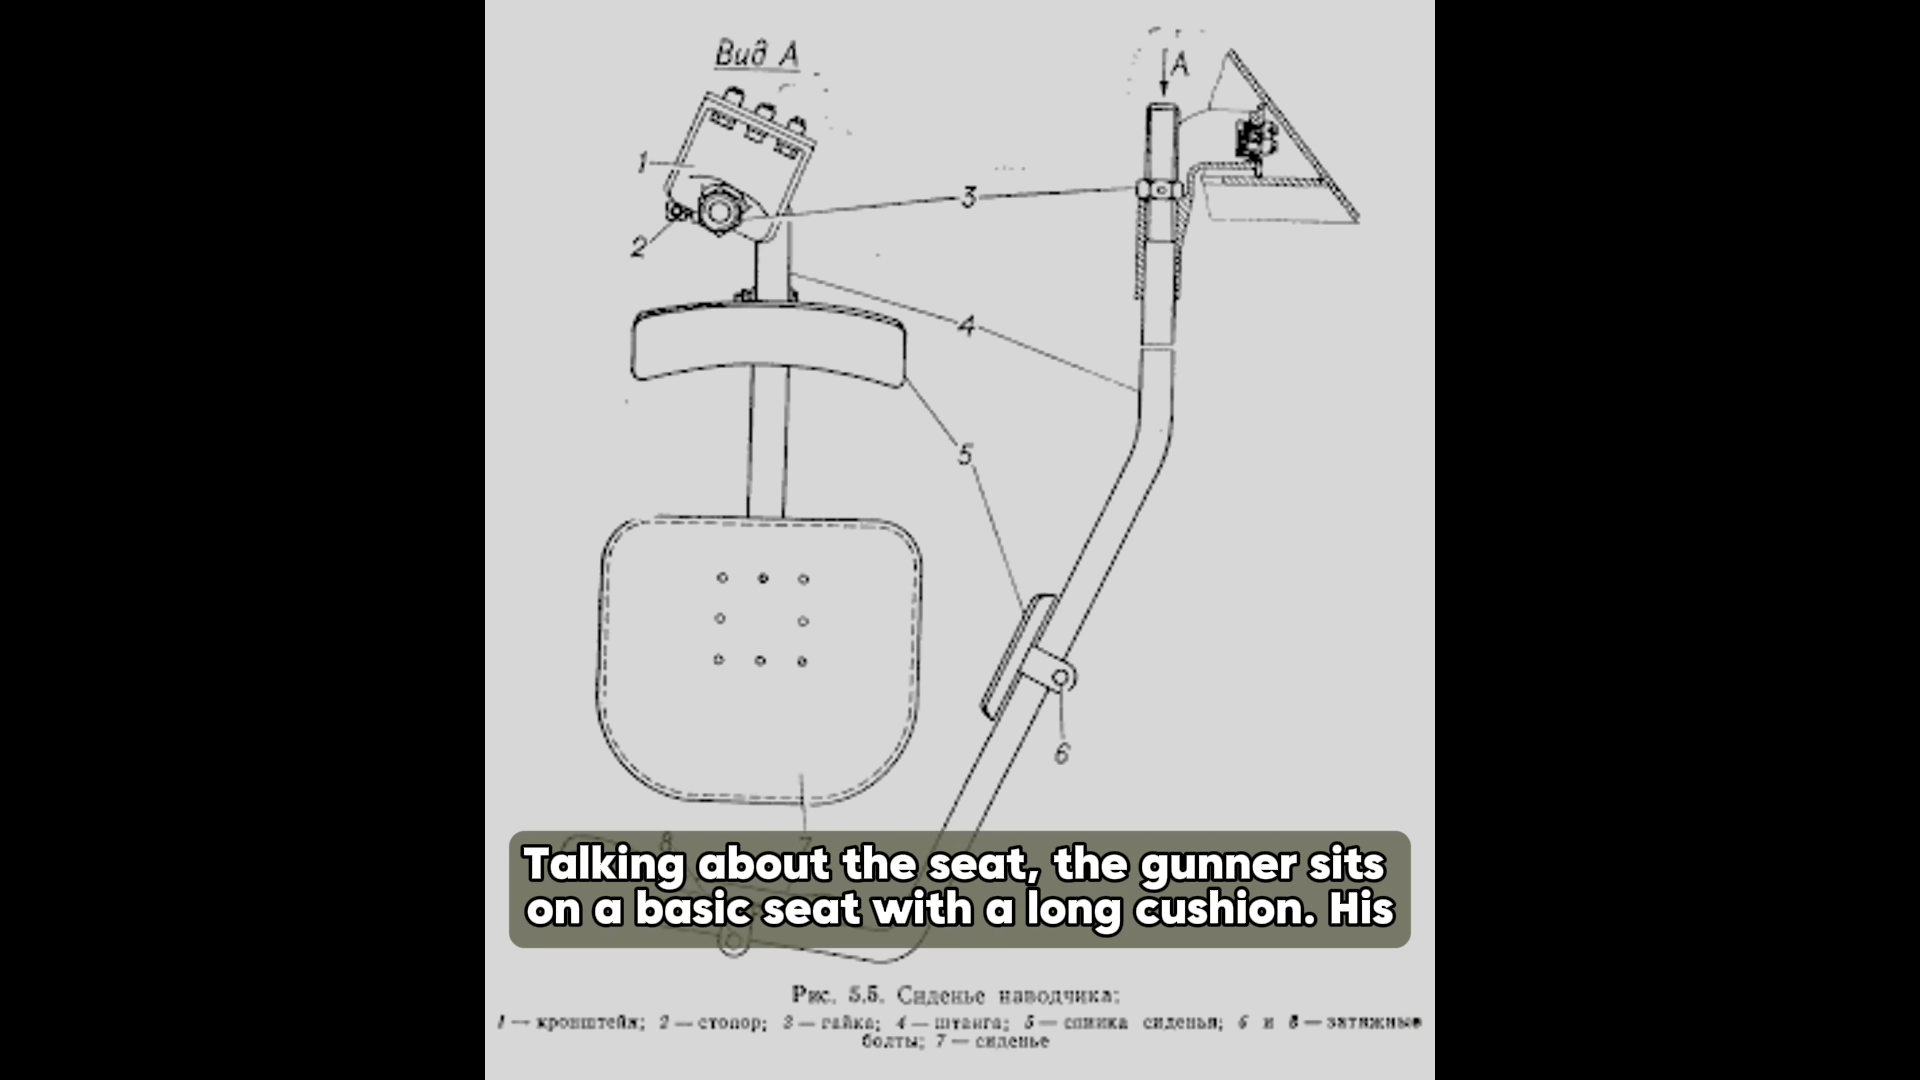 Вид А
А
1
2
3
4
5
6
8
7
Talking about the seat, the gunner sits
on a basic seat with a long cushion. His
Рис. 5.5. Сиденье наводчика:
1 — кронштейн; 2 — стопор; 3 — гайка; 4 — штанга; 5 — спинка сиденья; 6 и 8 — затяжные
болты; 7 — сиденье